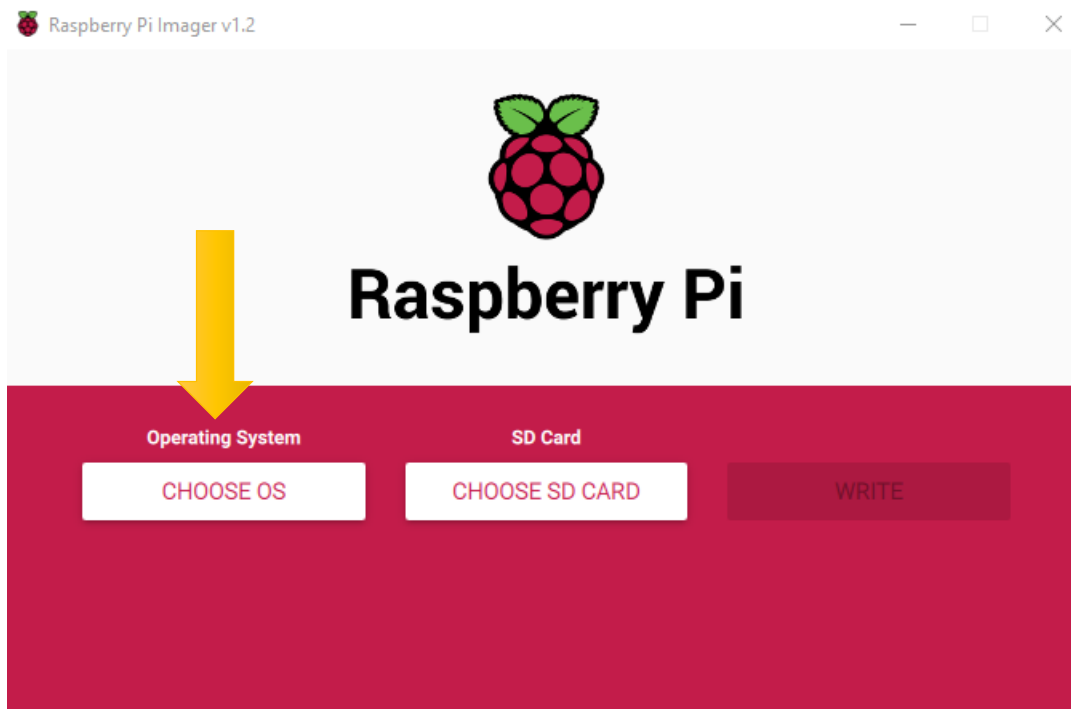 Raspberry Pi Imager v1.2
Raspberry Pi
Operating System
SD Card
CHOOSE OS
CHOOSE SD CARD
WRITE